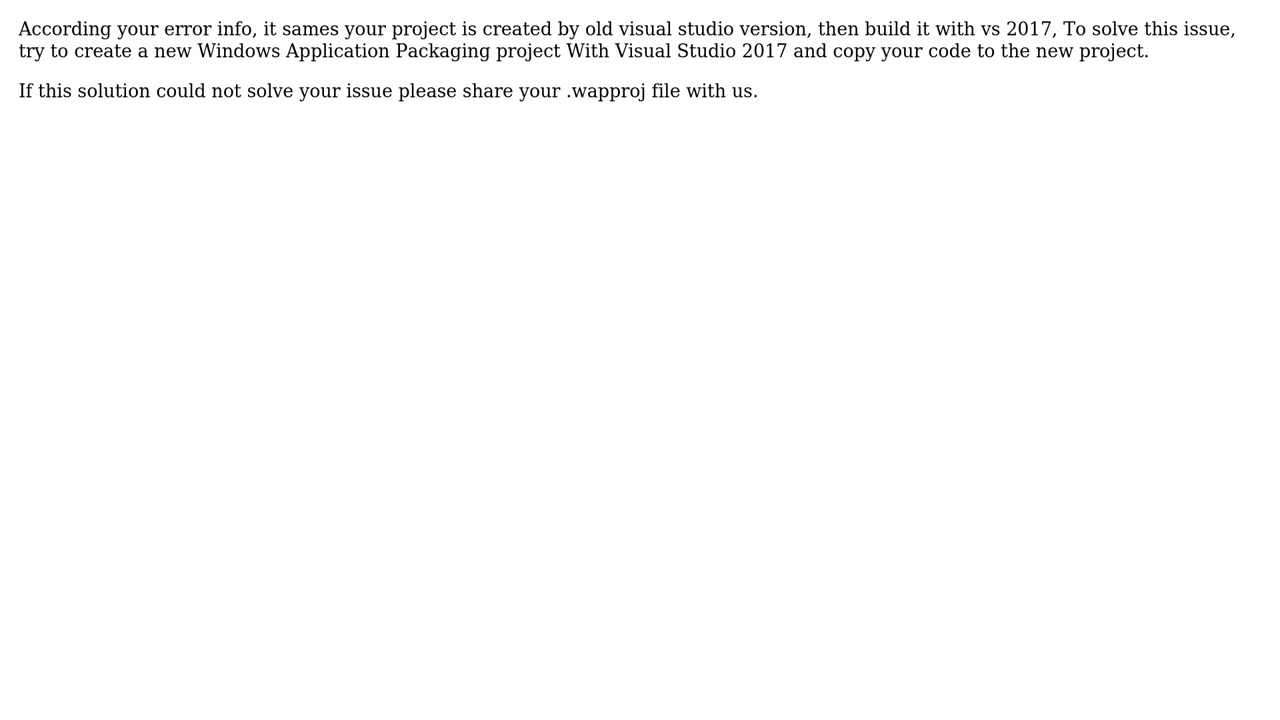 According your error info, it sames your project is created by old visual studio version, then build it with vs 2017, To solve this issue,
try to create a new Windows Application Packaging project With Visual Studio 2017 and copy your code to the new project.
If this solution could not solve your issue please share your .wapproj file with us.